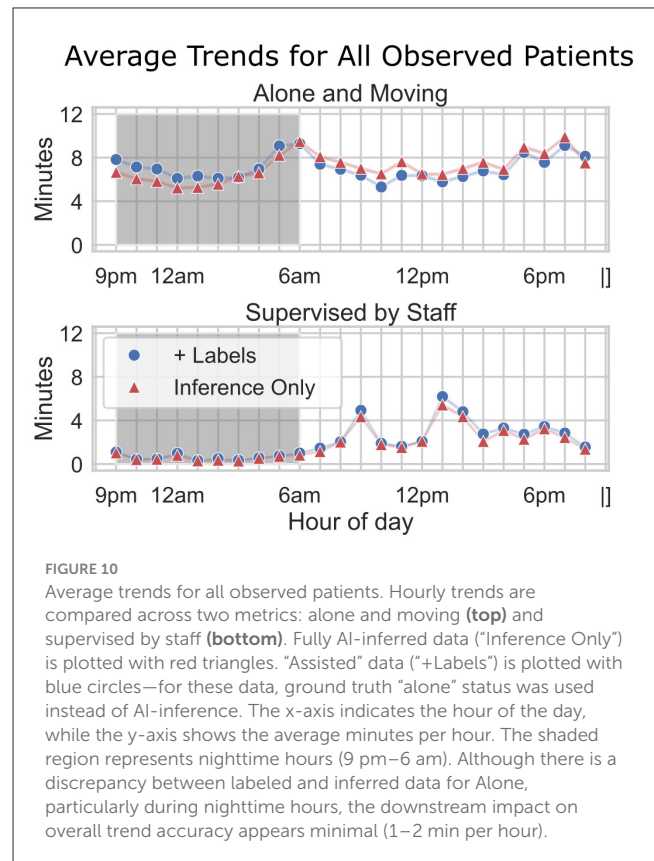 Average Trends for All Observed Patients
Alone and Moving
12
8
4
0
Minutes
9pm 12am 6am 12pm 6pm |]
Supervised by Staff
12
8
4
0
Minutes
+ Labels
Inference Only
9pm 12am 6am 12pm 6pm |]
Hour of day
FIGURE 10
Average trends for all observed patients. Hourly trends are
compared across two metrics: alone and moving (top) and
supervised by staff (bottom). Fully AI-inferred data (“Inference Only”)
is plotted with red triangles. “Assisted” data (“+Labels”) is plotted with
blue circles—for these data, ground truth “alone” status was used
instead of AI-inference. The x-axis indicates the hour of the day,
while the y-axis shows the average minutes per hour. The shaded
region represents nighttime hours (9 pm–6 am). Although there is a
discrepancy between labeled and inferred data for Alone,
particularly during nighttime hours, the downstream impact on
overall trend accuracy appears minimal (1–2 min per hour).